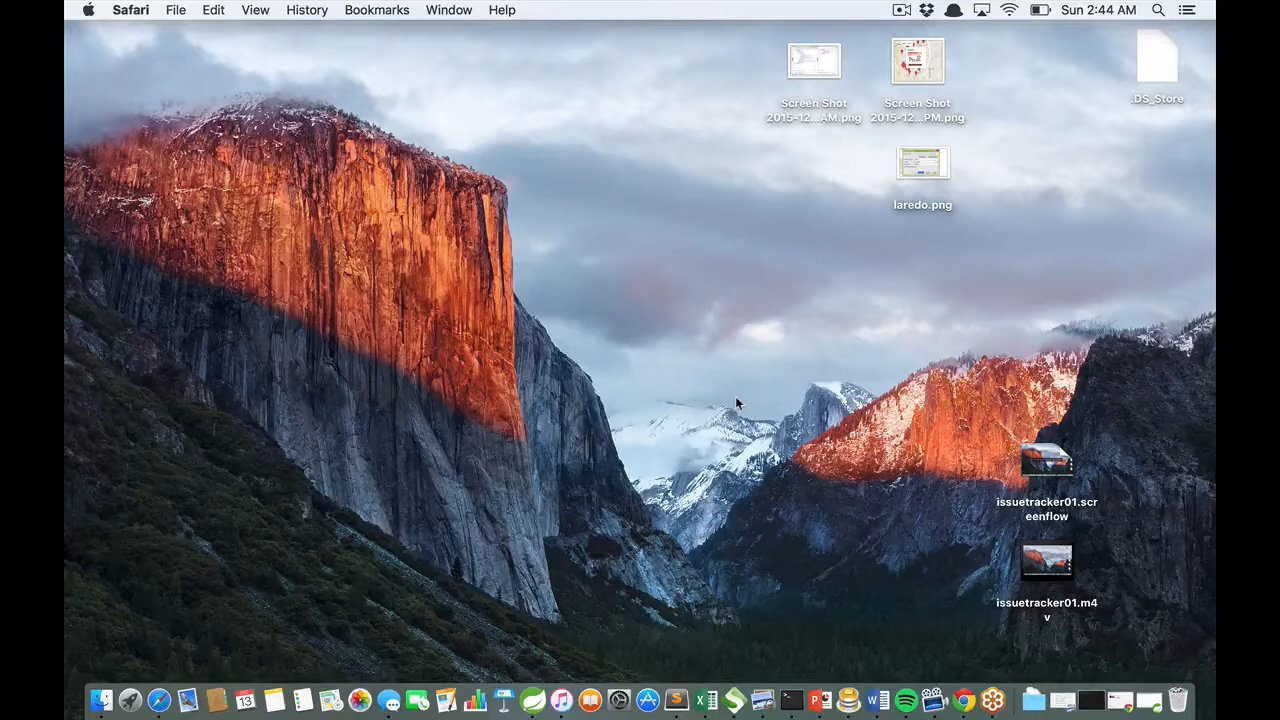 Safari File Edit View History Bookmarks Window Help Sun 2:44 AM
Screen Shot
2015-12...AM.png
Screen Shot
2015-12...PM.png
.DS_Store
laredo.png
issuetracker01.scr
eenflow
issuetracker01.m4
v
13